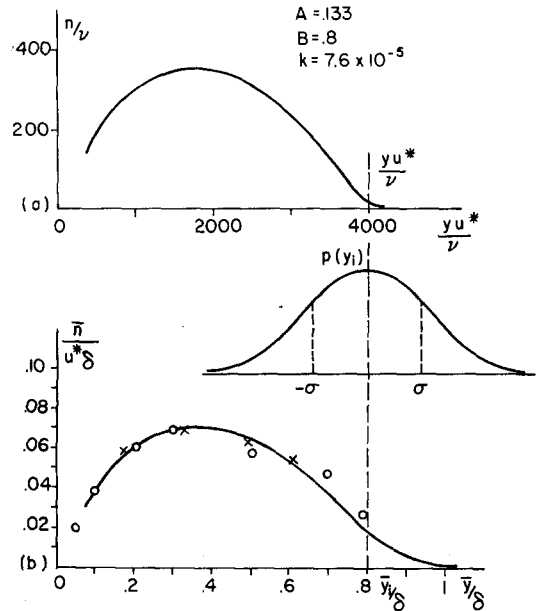 n/ν
A = .133
B = .8
k = 7.6 x 10⁻⁵
400
200
(a)
yu*/ν
0
2000
4000
yu*/ν
p(yᵢ)
n̄/u*δ
-σ
σ
.10
.08
.06
.04
.02
(b)
0
.2
.4
.6
.8
1
ȳᵢ/δ
ȳ/δ